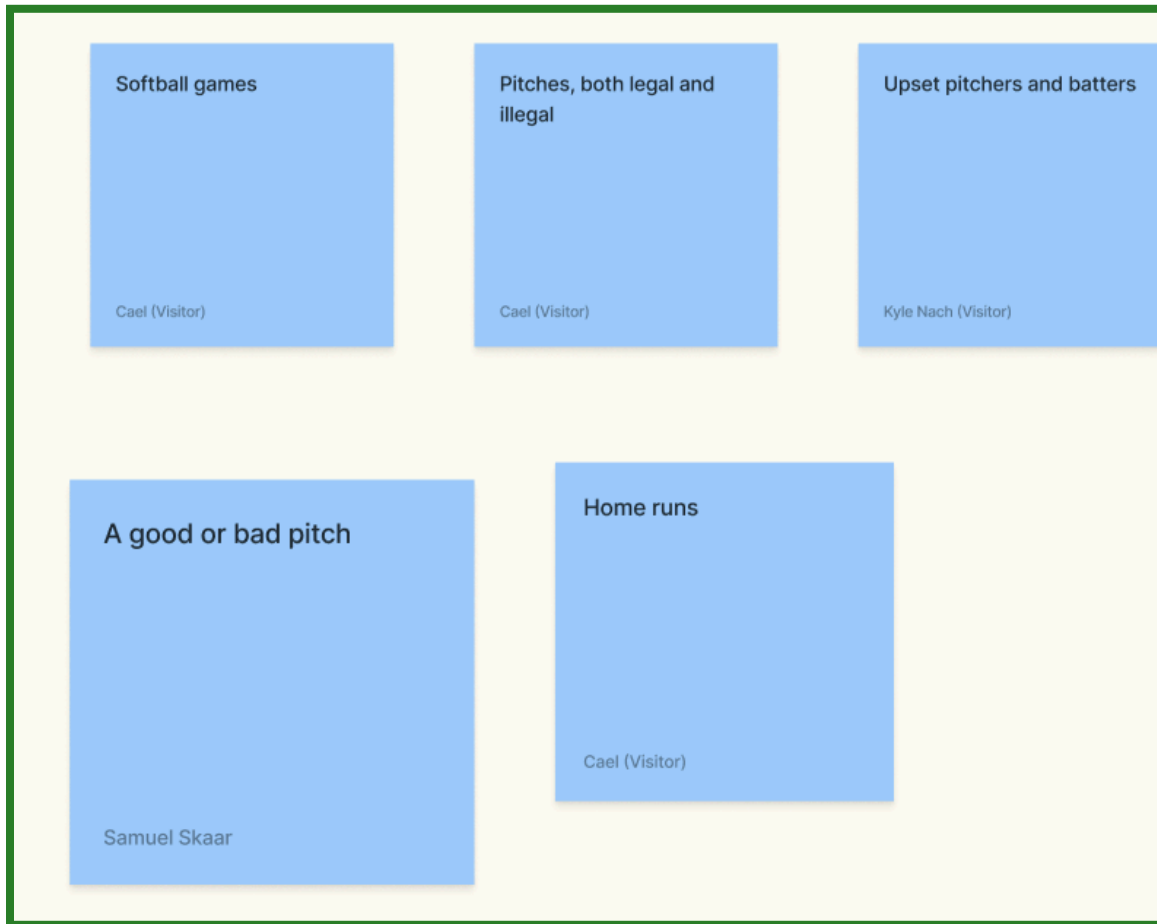 Softball games
Cael (Visitor)
Pitches, both legal and
illegal
Cael (Visitor)
Upset pitchers and batters
Kyle Nach (Visitor)
A good or bad pitch
Samuel Skaar
Home runs
Cael (Visitor)